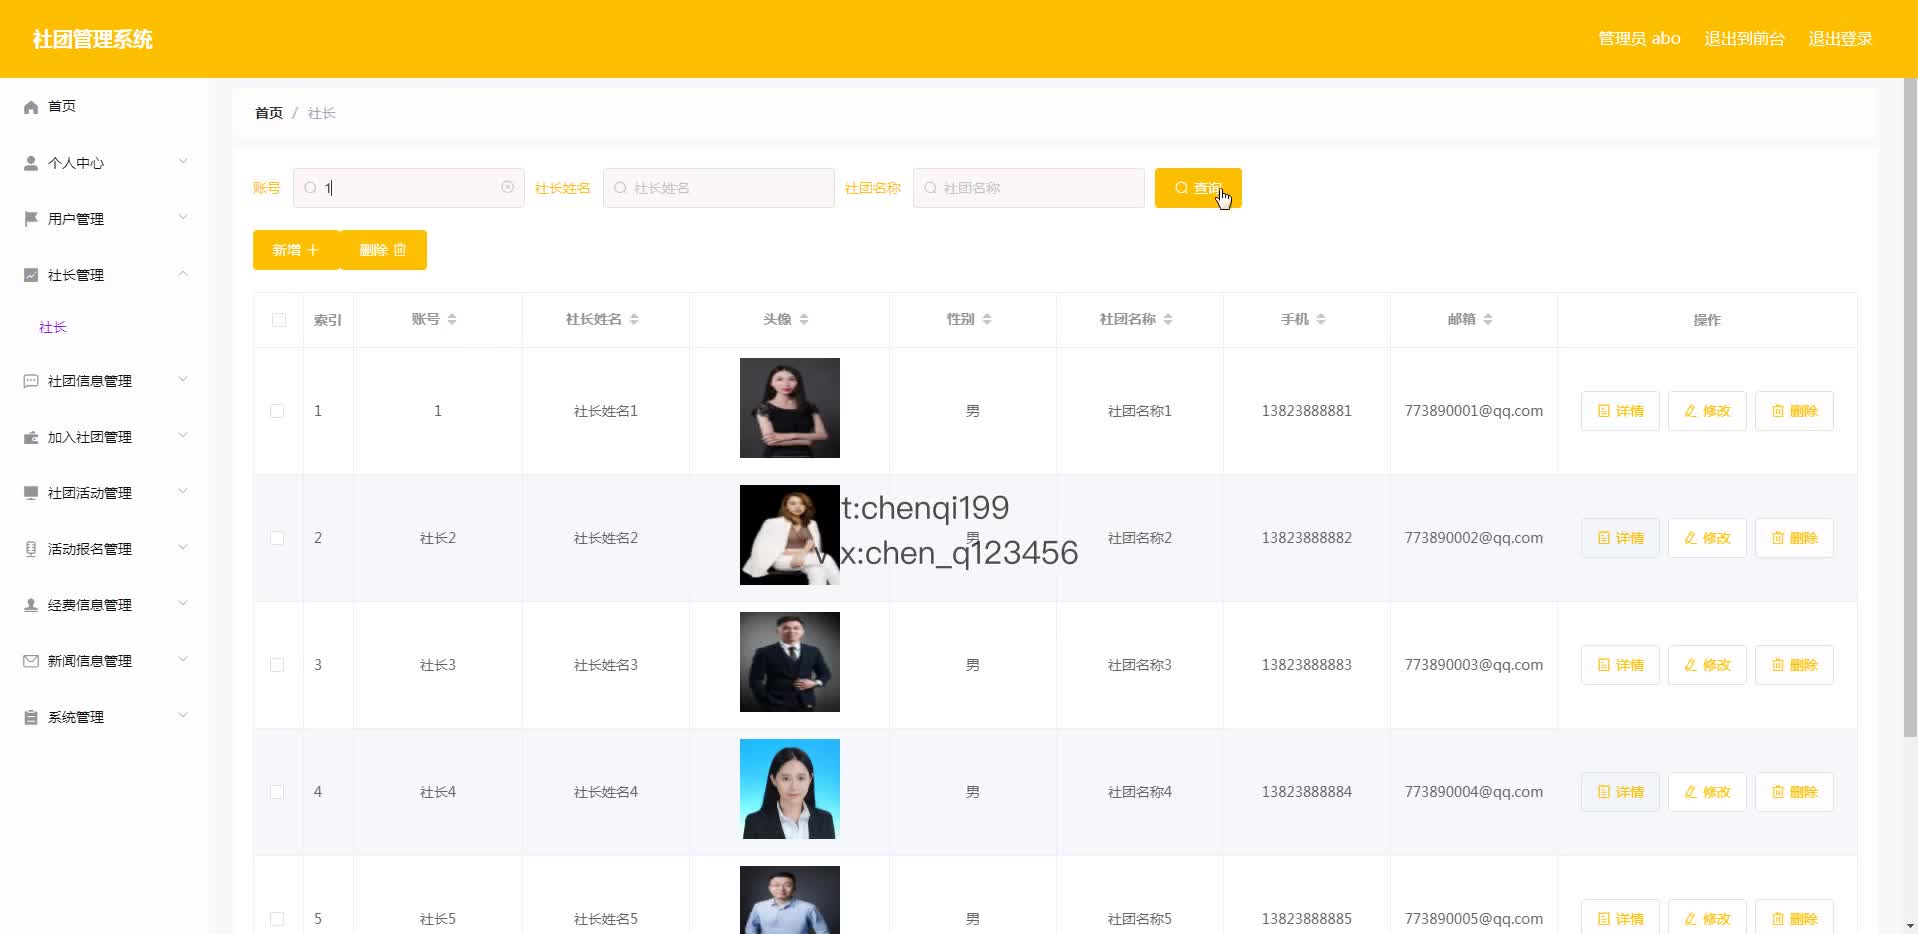 社团管理系统
管理员 abo 退出到前台 退出登录
首页
个人中心
用户管理
社长管理
社长
社团信息管理
加入社团管理
社团活动管理
活动报名管理
经费信息管理
新闻信息管理
系统管理
首页 / 社长
账号 1 社长姓名 社长姓名 社团名称 社团名称 查询
新增 删除
索引 账号 社长姓名 头像 性别 社团名称 手机 邮箱 操作
1 1 社长姓名1 男 社团名称1 13823888881 773890001@qq.com 详情 修改 删除
t:chenqi199
2 社长2 社长姓名2 男 社团名称2 13823888882 773890002@qq.com 详情 修改 删除
vx:chen_q123456
3 社长3 社长姓名3 男 社团名称3 13823888883 773890003@qq.com 详情 修改 删除
4 社长4 社长姓名4 男 社团名称4 13823888884 773890004@qq.com 详情 修改 删除
5 社长5 社长姓名5 男 社团名称5 13823888885 773890005@qq.com 详情 修改 删除